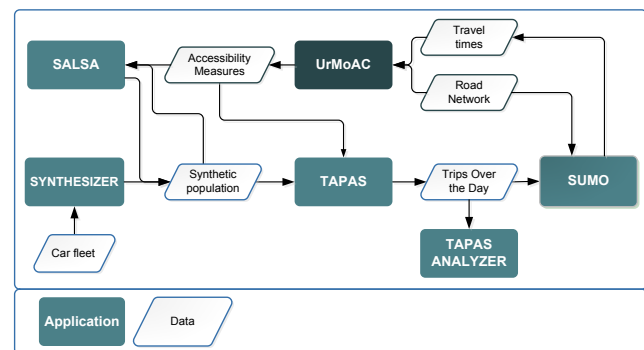 Travel
times
SALSA
Accessibility
Measures
UrMoAC
Road
Network
SYNTHESIZER
Synthetic
population
TAPAS
Trips Over
the Day
SUMO
Car fleet
TAPAS
ANALYZER
Application
Data